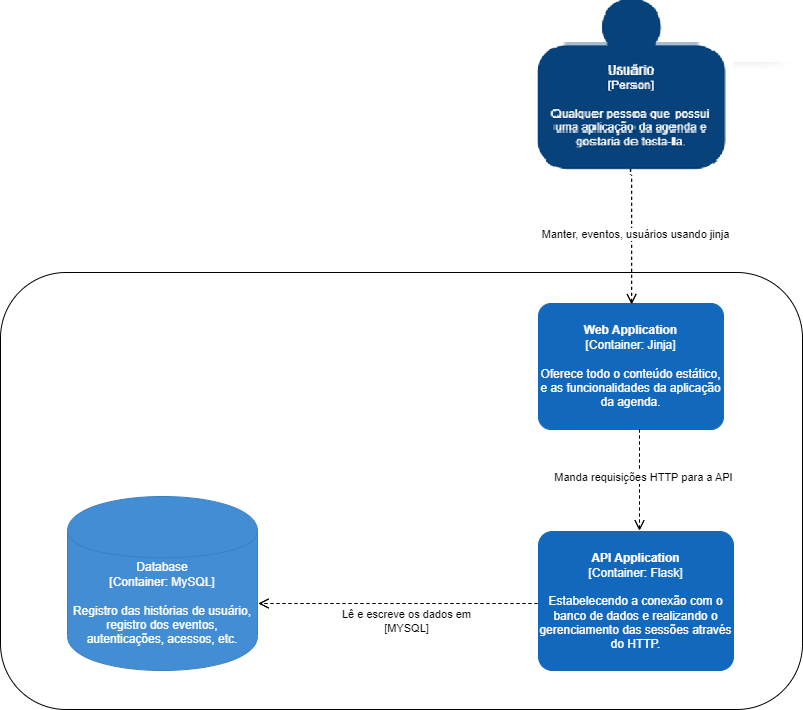 Usuário
[Person]
Qualquer pessoa que possui
uma aplicação da agenda e
gostaria de testa-lla.
Manter, eventos, usuários usando jinja
Web Application
[Container: Jinja]
Oferece todo o conteúdo estático,
e as funcionalidades da aplicação
da agenda.
Manda requisições HTTP para a API
API Application
[Container: Flask]
Estabelecendo a conexão com o
banco de dados e realizando o
gerenciamento das sessões através
do HTTP.
Lê e escreve os dados em
[MYSQL]
Database
[Container: MySQL]
Registro das histórias de usuário,
registro dos eventos,
autenticações, acessos, etc.